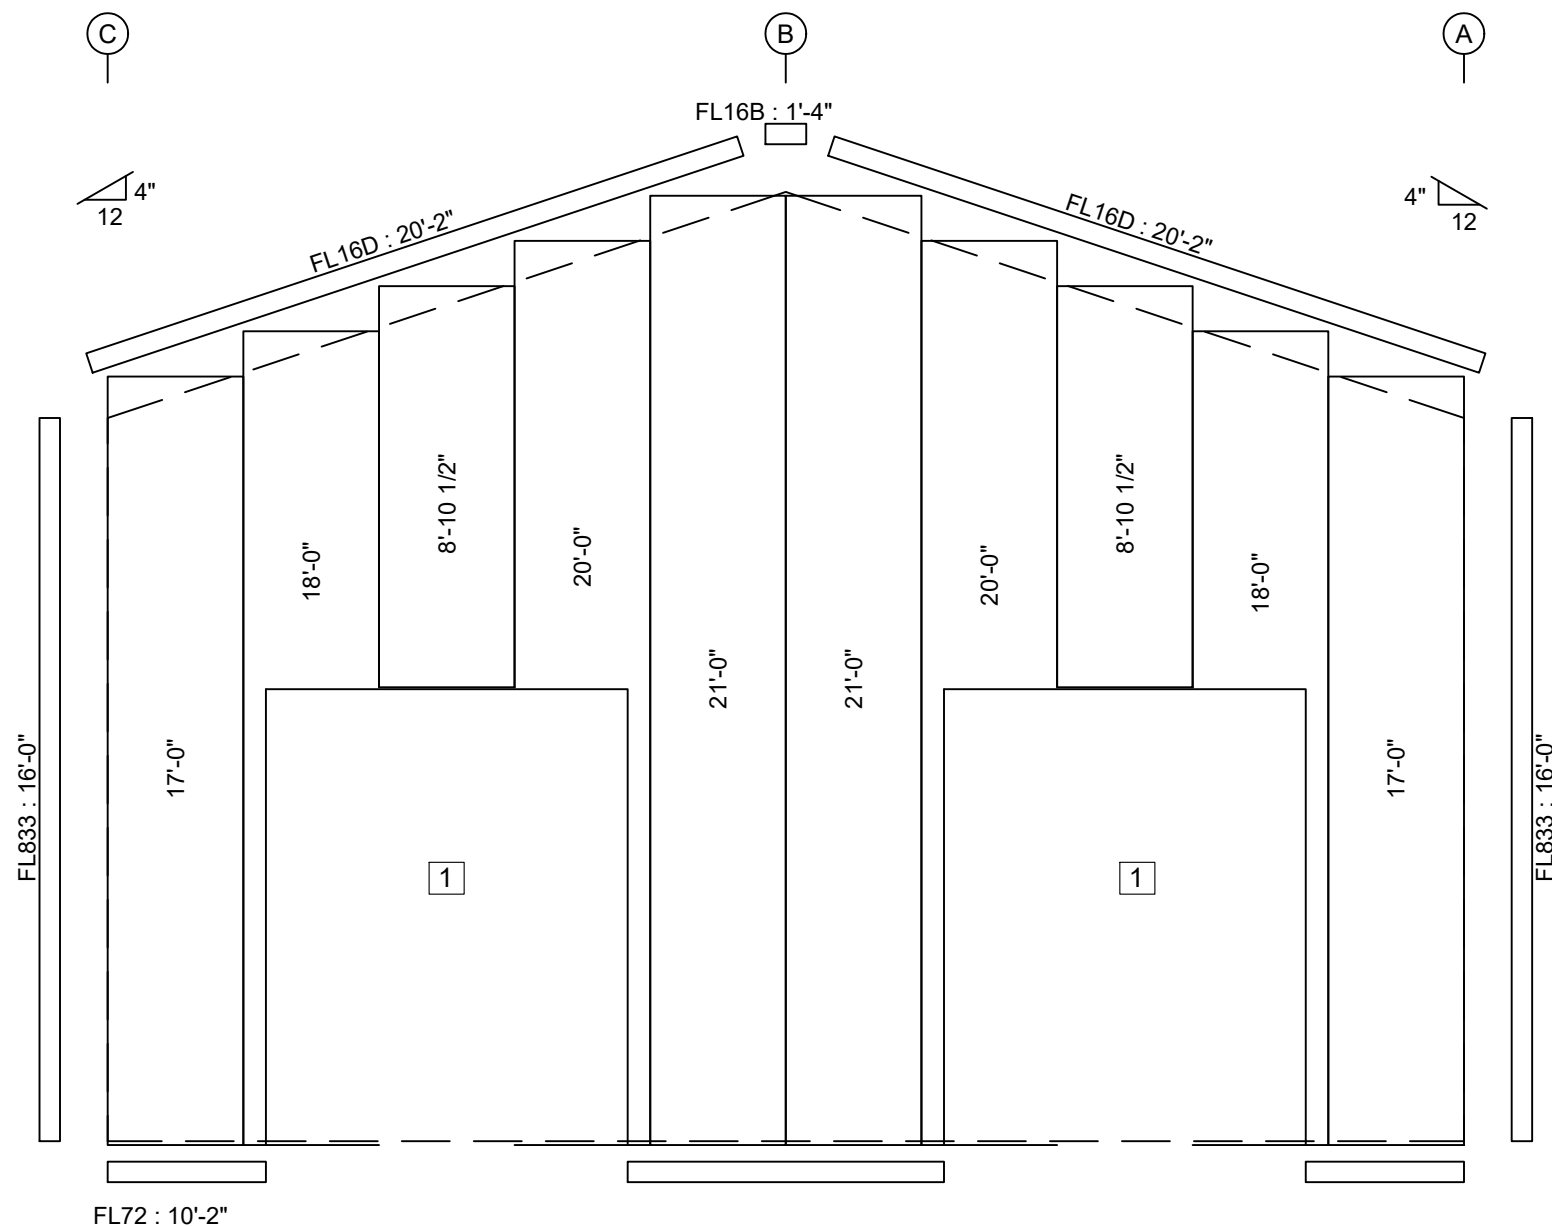 C
B
A
FL16B : 1'-4"
4"
12
4"
12
FL16D : 20'-2"
FL16D : 20'-2"
8'-10 1/2"
8'-10 1/2"
18'-0"
20'-0"
20'-0"
18'-0"
21'-0"
21'-0"
17'-0"
17'-0"
FL833 : 16'-0"
FL833 : 16'-0"
1
1
FL72 : 10'-2"